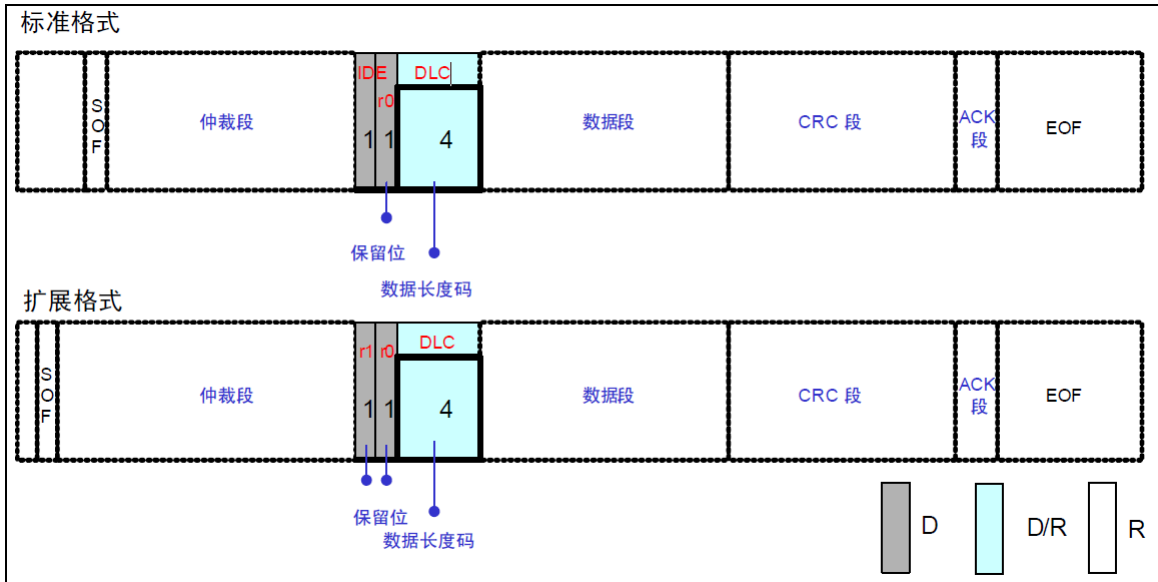 标准格式
SOF
仲裁段
IDE
r0
1
1
DLC
4
数据段
CRC 段
ACK
段
EOF
保留位
数据长度码
扩展格式
SOF
仲裁段
r1
r0
1
1
DLC
4
数据段
CRC 段
ACK
段
EOF
保留位
数据长度码
D
D/R
R